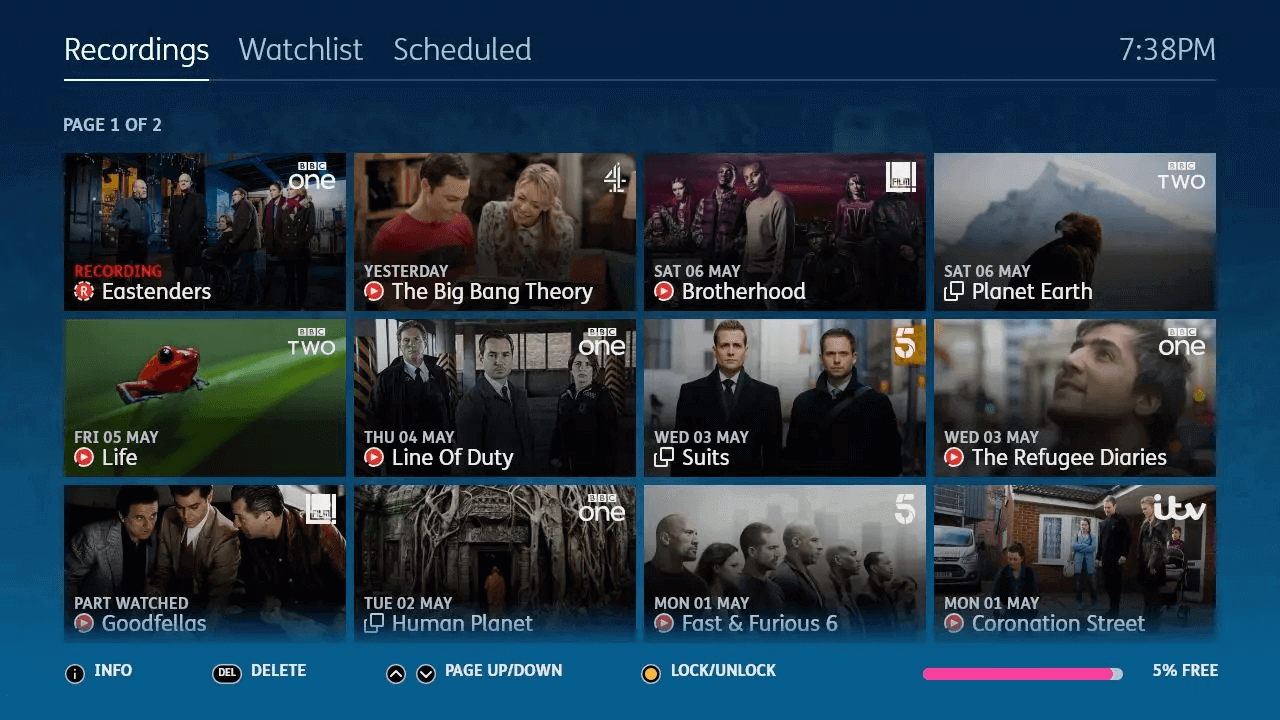 Recordings Watchlist Scheduled 7:38PM
PAGE 1 OF 2
BBC one
RECORDING
R Eastenders
4
YESTERDAY
The Big Bang Theory
FILM4
SAT 06 MAY
Brotherhood
BBC TWO
SAT 06 MAY
Planet Earth
BBC TWO
FRI 05 MAY
Life
BBC one
THU 04 MAY
Line Of Duty
5
WED 03 MAY
Suits
BBC one
WED 03 MAY
The Refugee Diaries
FILM4
PART WATCHED
Goodfellas
BBC one
TUE 02 MAY
Human Planet
5
MON 01 MAY
Fast & Furious 6
itv
MON 01 MAY
Coronation Street
i INFO DEL DELETE PAGE UP/DOWN LOCK/UNLOCK 5% FREE